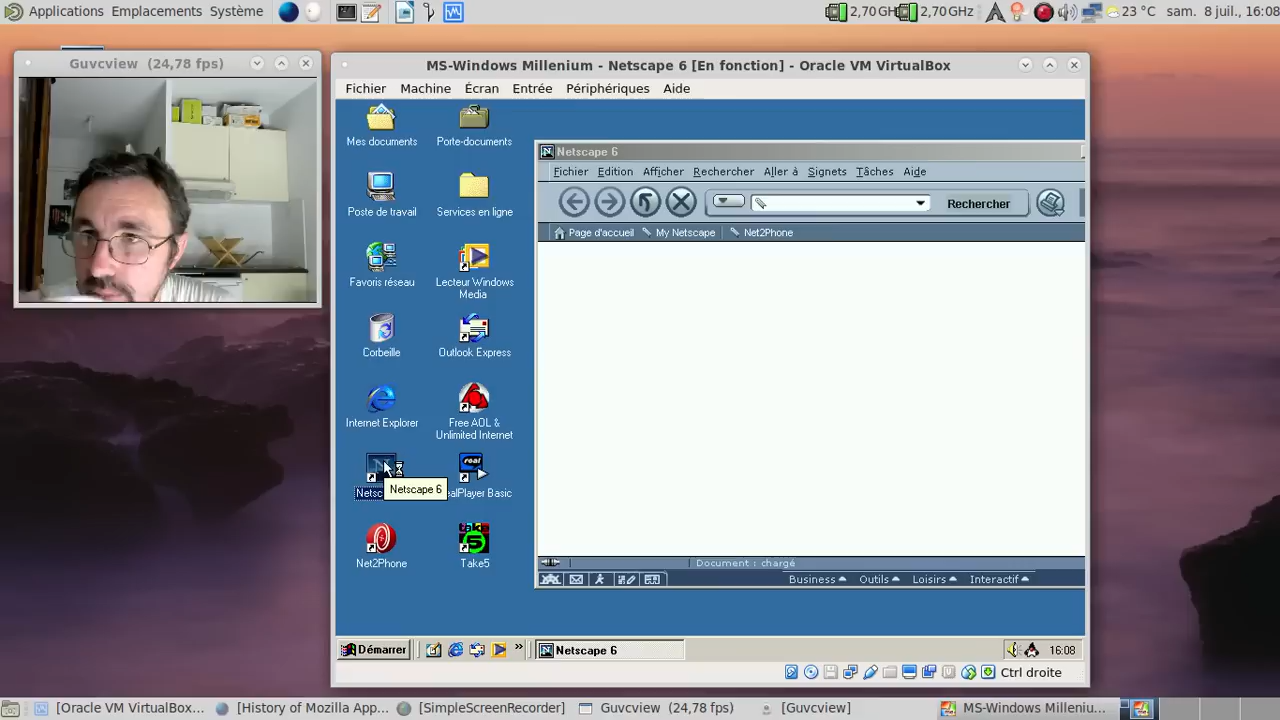 Applications Emplacements Système
2,70 GHz 2,70 GHz 23 °C sam. 8 juil., 16:08
Guvcview (24,78 fps)
MS-Windows Millenium - Netscape 6 [En fonction] - Oracle VM VirtualBox
Fichier Machine Écran Entrée Périphériques Aide
Mes documents
Porte-documents
Poste de travail
Services en ligne
Favoris réseau
Lecteur Windows
Media
Corbeille
Outlook Express
Internet Explorer
Free AOL &
Unlimited Internet
real
Netsc
Netscape 6
ealPlayer Basic
Net2Phone
Take5
Netscape 6
Fichier Edition Afficher Rechercher Aller à Signets Tâches Aide
Rechercher
Page d'accueil My Netscape Net2Phone
Document : chargé
Business Outils Loisirs Interactif
Démarrer » Netscape 6 16:08
Ctrl droite
[Oracle VM VirtualBox... [History of Mozilla App... [SimpleScreenRecorder] Guvcview (24,78 fps) [Guvcview] MS-Windows Milleniu...